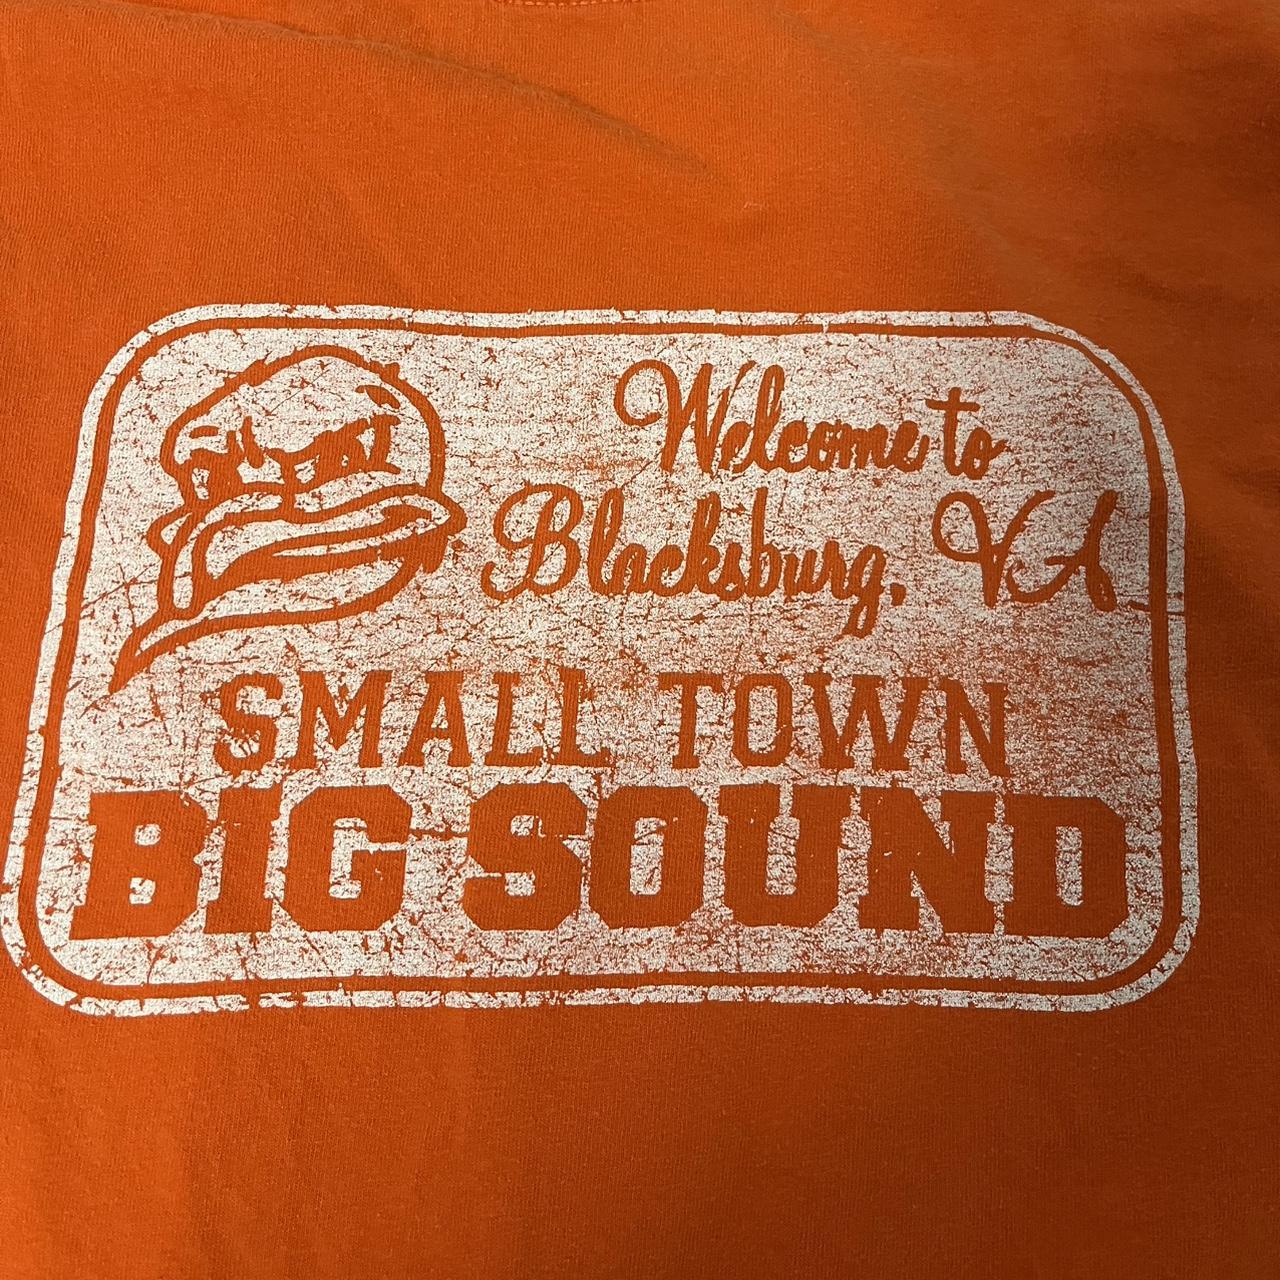 Welcome to
Blacksburg, VA
SMALL TOWN
BIG SOUND